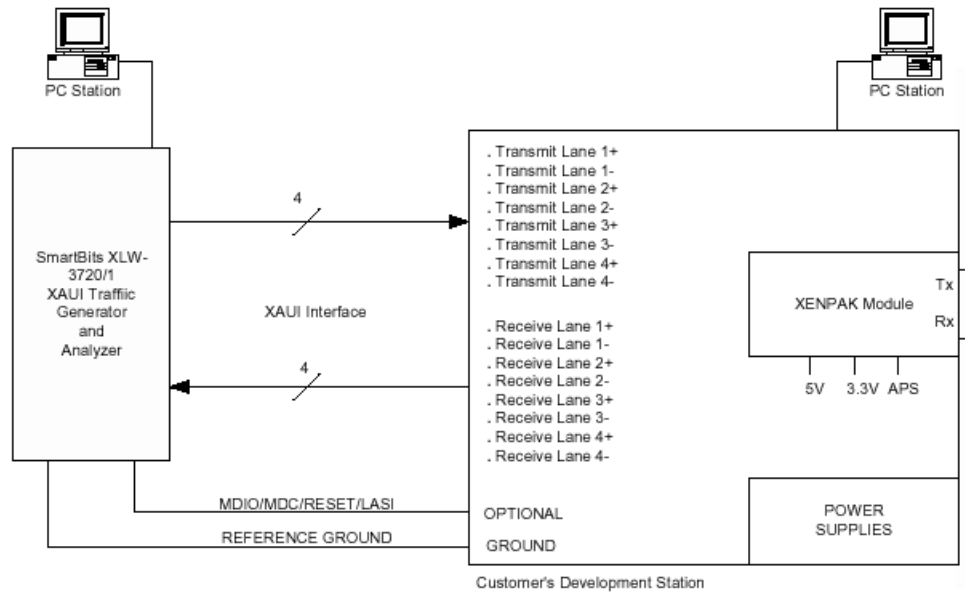 PC Station
PC Station
SmartBits XLW-
3720/1
XAUI Traffiic
Generator
and
Analyzer
4
XAUI Interface
4
MDIO/MDC/RESET/LASI
REFERENCE GROUND
. Transmit Lane 1+
. Transmit Lane 1-
. Transmit Lane 2+
. Transmit Lane 2-
. Transmit Lane 3+
. Transmit Lane 3-
. Transmit Lane 4+
. Transmit Lane 4-
. Receive Lane 1+
. Receive Lane 1-
. Receive Lane 2+
. Receive Lane 2-
. Receive Lane 3+
. Receive Lane 3-
. Receive Lane 4+
. Receive Lane 4-
OPTIONAL
GROUND
XENPAK Module
Tx
Rx
5V 3.3V APS
POWER
SUPPLIES
Customer's Development Station